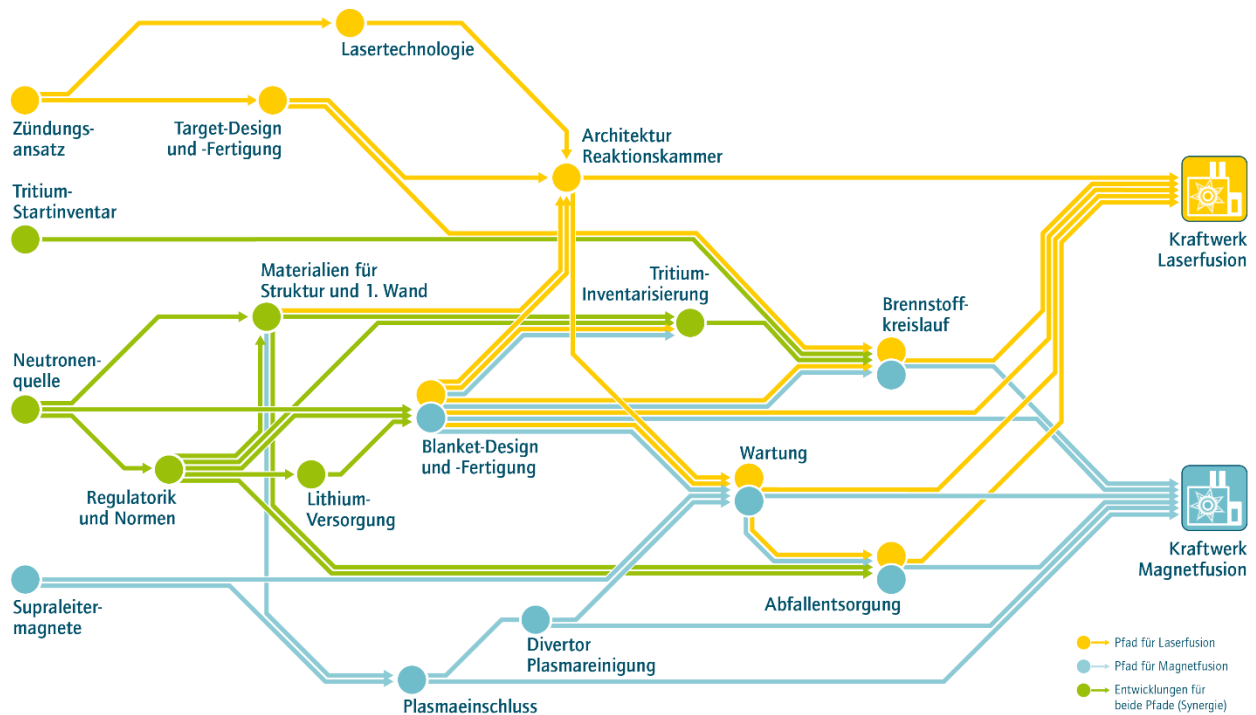 Lasertechnologie
Zündungs-
ansatz
Target-Design
und -Fertigung
Architektur
Reaktionskammer
Tritium-
Startinventar
Kraftwerk
Laserfusion
Materialien für
Struktur und 1. Wand
Tritium-
Inventarisierung
Brennstoff-
kreislauf
Neutronen-
quelle
Blanket-Design
und -Fertigung
Wartung
Regulatorik
und Normen
Lithium-
Versorgung
Kraftwerk
Magnetfusion
Supraleiter-
magnete
Abfallentsorgung
Divertor
Plasmareinigung
Plasmaeinschluss
Pfad für Laserfusion
Pfad für Magnetfusion
Entwicklungen für
beide Pfade (Synergie)